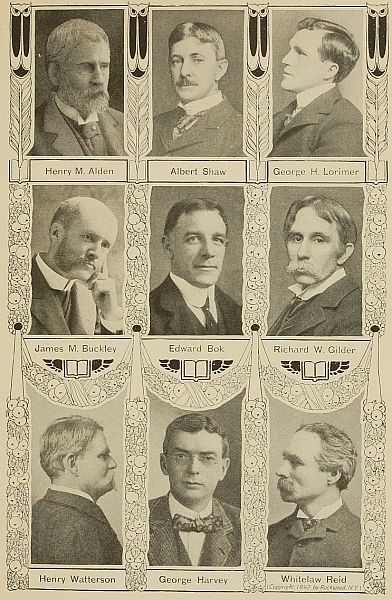 Henry M. Alden
Albert Shaw
George H. Lorimer
James M. Buckley
Edward Bok
Richard W. Gilder
Henry Watterson
George Harvey
Whitelaw Reid
(Copyright, 1897, by Rockwood, N.Y.)